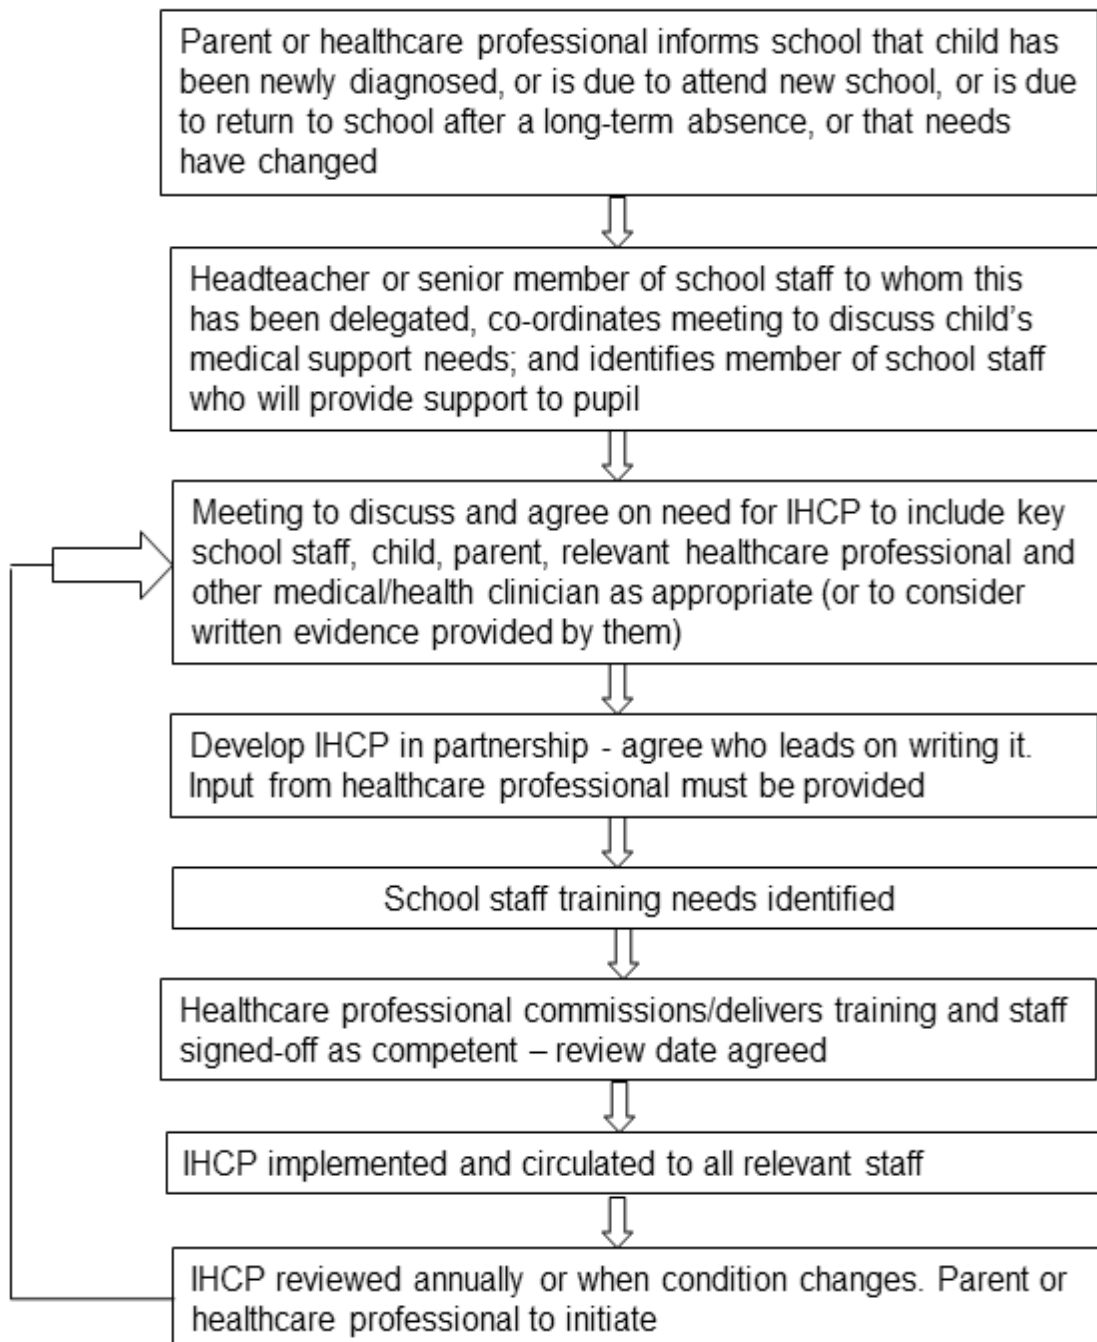 Parent or healthcare professional informs school that child has
been newly diagnosed, or is due to attend new school, or is due
to return to school after a long-term absence, or that needs
have changed
Headteacher or senior member of school staff to whom this
has been delegated, co-ordinates meeting to discuss child’s
medical support needs; and identifies member of school staff
who will provide support to pupil
Meeting to discuss and agree on need for IHCP to include key
school staff, child, parent, relevant healthcare professional and
other medical/health clinician as appropriate (or to consider
written evidence provided by them)
Develop IHCP in partnership - agree who leads on writing it.
Input from healthcare professional must be provided
School staff training needs identified
Healthcare professional commissions/delivers training and staff
signed-off as competent – review date agreed
IHCP implemented and circulated to all relevant staff
IHCP reviewed annually or when condition changes. Parent or
healthcare professional to initiate